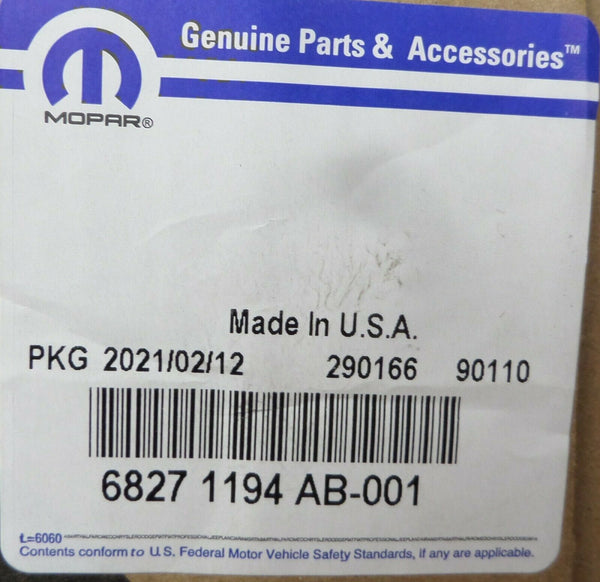 Genuine Parts & Accessories™
MOPAR®
Made In U.S.A.
PKG 2021/02/12 290166 90110
6827 1194 AB-001
t=6060
Contents conform to U.S. Federal Motor Vehicle Safety Standards, if any are applicable.